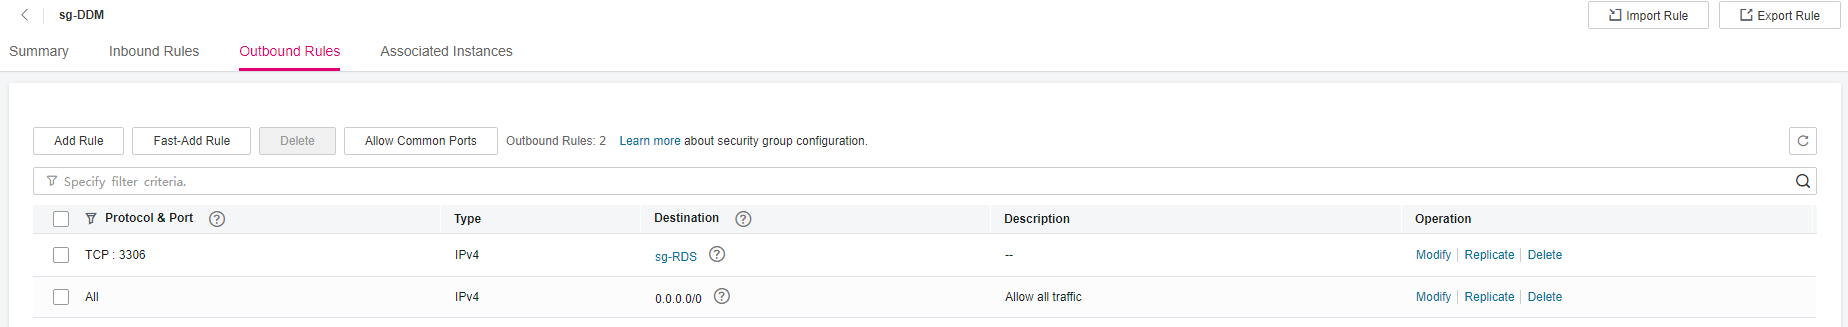 sg-DDM
Import Rule
Export Rule
Summary
Inbound Rules
Outbound Rules
Associated Instances
Add Rule
Fast-Add Rule
Delete
Allow Common Ports
Outbound Rules: 2
Learn more about security group configuration.
Specify filter criteria.
Protocol & Port
Type
Destination
Description
Operation
TCP : 3306
IPv4
sg-RDS
--
Modify
Replicate
Delete
All
IPv4
0.0.0.0/0
Allow all traffic
Modify
Replicate
Delete